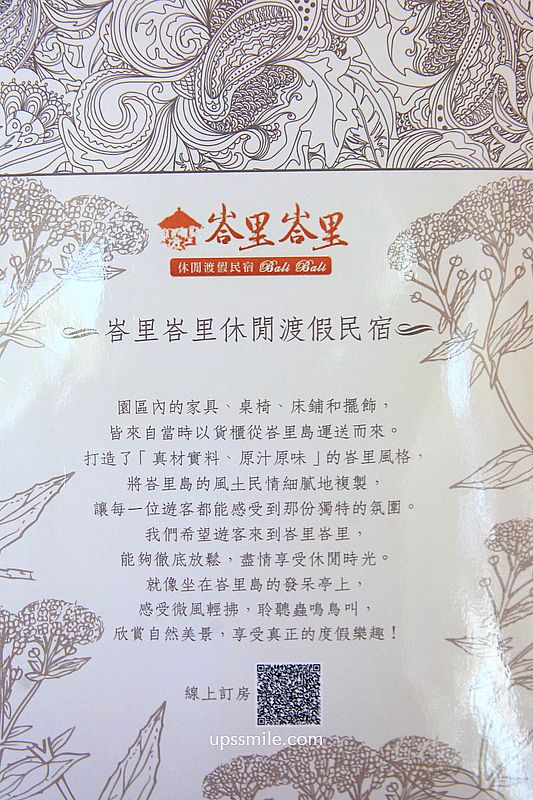 峇里峇里
休閒渡假民宿 Bali Bali
峇里峇里休閒渡假民宿
園區內的家具、桌椅、床鋪和擺飾，
皆來自當時以貨櫃從峇里島運送而來。
打造了「真材實料、原汁原味」的峇里風格，
將峇里島的風土民情細膩地複製，
讓每一位遊客都能感受到那份獨特的氛圍。
我們希望遊客來到峇里峇里，
能夠徹底放鬆，盡情享受休閒時光。
就像坐在峇里島的發呆亭上，
感受微風輕拂，聆聽蟲鳴鳥叫，
欣賞自然美景，享受真正的度假樂趣！
線上訂房
upssmile.com